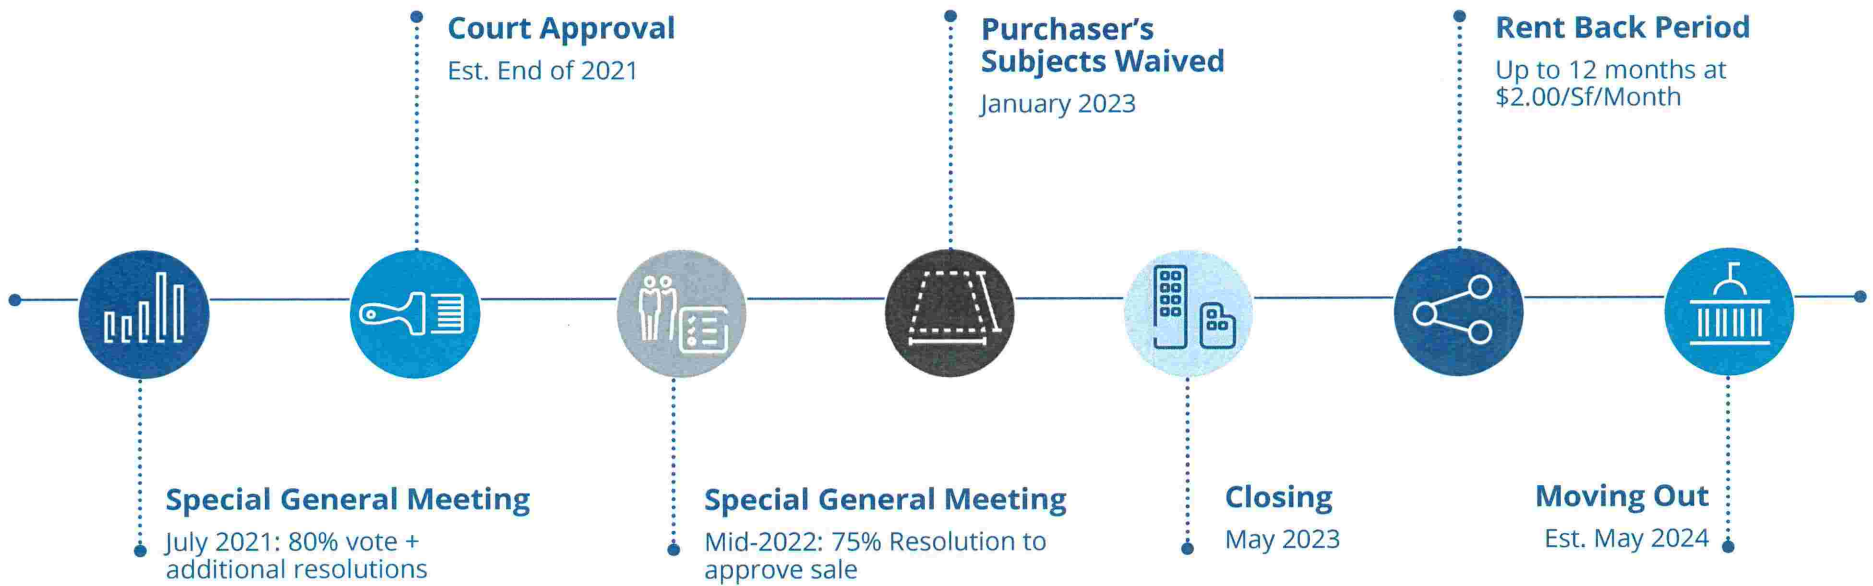 Court Approval
Est. End of 2021
Purchaser's
Subjects Waived
January 2023
Rent Back Period
Up to 12 months at
$2.00/Sf/Month
Special General Meeting
July 2021: 80% vote +
additional resolutions
Special General Meeting
Mid-2022: 75% Resolution to
approve sale
Closing
May 2023
Moving Out
Est. May 2024